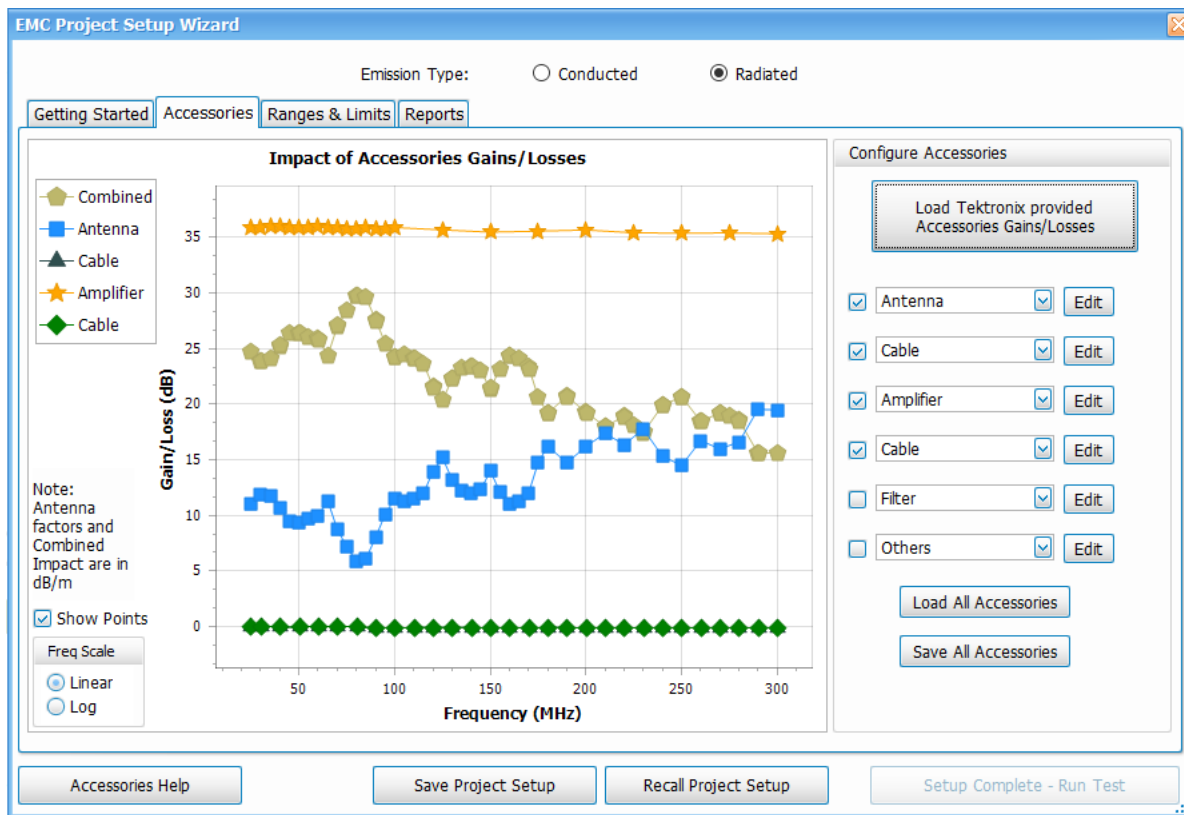 EMC Project Setup Wizard
Emission Type:
Conducted
Radiated
Getting Started
Accessories
Ranges & Limits
Reports
Impact of Accessories Gains/Losses
Combined
Antenna
Cable
Amplifier
Cable
Note:
Antenna
factors and
Combined
Impact are in
dB/m
Show Points
Freq Scale
Linear
Log
Gain/Loss (dB)
35
30
25
20
15
10
5
0
50
100
150
200
250
300
Frequency (MHz)
Configure Accessories
Load Tektronix provided
Accessories Gains/Losses
Antenna
Edit
Cable
Edit
Amplifier
Edit
Cable
Edit
Filter
Edit
Others
Edit
Load All Accessories
Save All Accessories
Accessories Help
Save Project Setup
Recall Project Setup
Setup Complete - Run Test